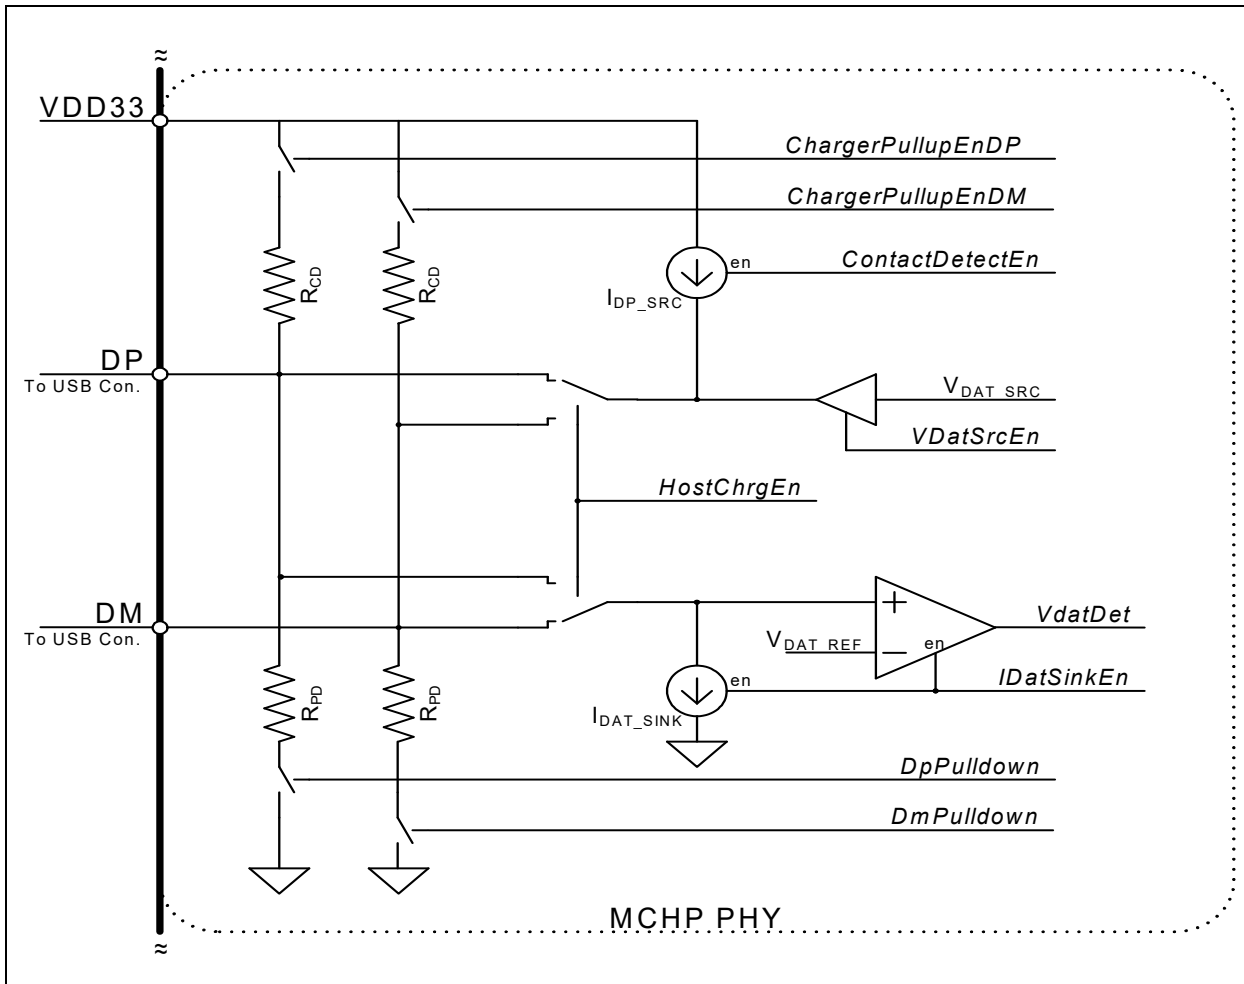 VDD33
ChargerPullupEnDP
ChargerPullupEnDM
en
ContactDetectEn
RCD
RCD
IDP_SRC
DP
To USB Con.
VDAT_SRC
VDatSrcEn
HostChrgEn
DM
To USB Con.
+
VDAT_REF
−
en
VdatDet
en
IDatSinkEn
RPD
RPD
IDAT_SINK
DpPulldown
DmPulldown
MCHP PHY